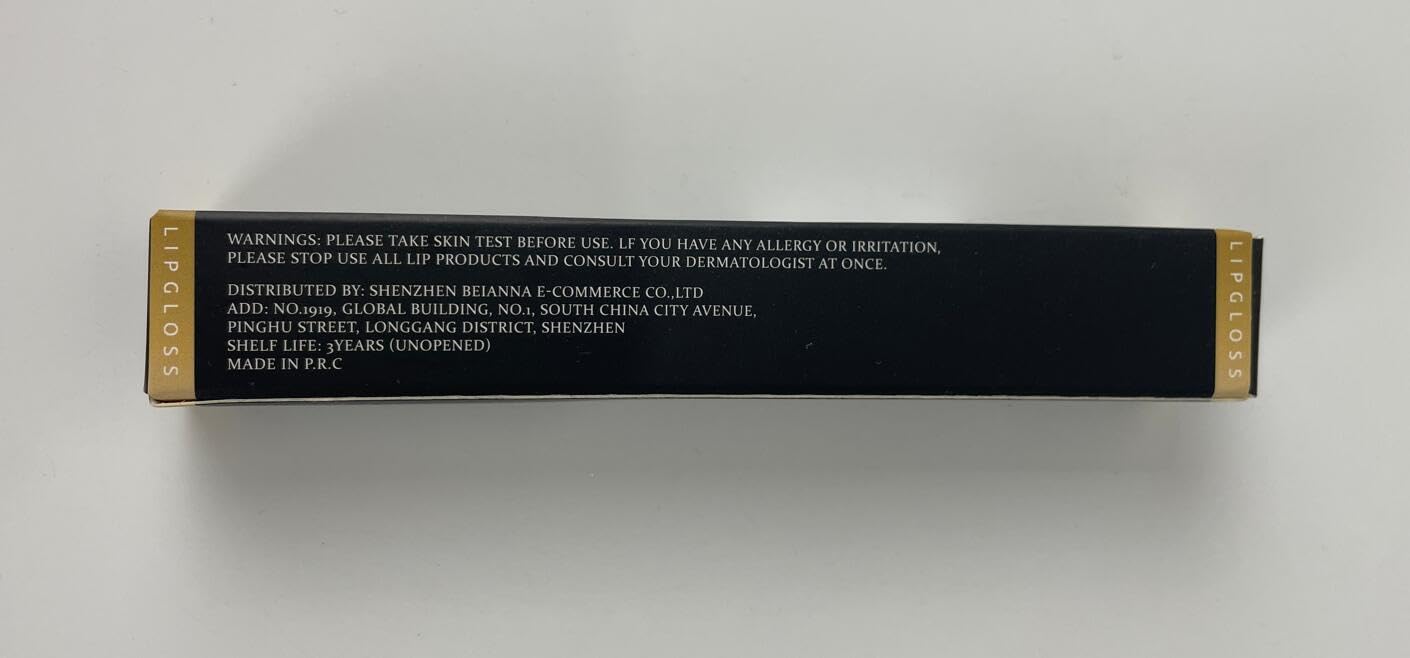 LIPGLOSS
WARNINGS: PLEASE TAKE SKIN TEST BEFORE USE. LF YOU HAVE ANY ALLERGY OR IRRITATION,
PLEASE STOP USE ALL LIP PRODUCTS AND CONSULT YOUR DERMATOLOGIST AT ONCE.
DISTRIBUTED BY: SHENZHEN BEIANNA E-COMMERCE CO.,LTD
ADD: NO.1919, GLOBAL BUILDING, NO.1, SOUTH CHINA CITY AVENUE,
PINGHU STREET, LONGGANG DISTRICT, SHENZHEN
SHELF LIFE: 3YEARS (UNOPENED)
MADE IN P.R.C
LIPGLOSS